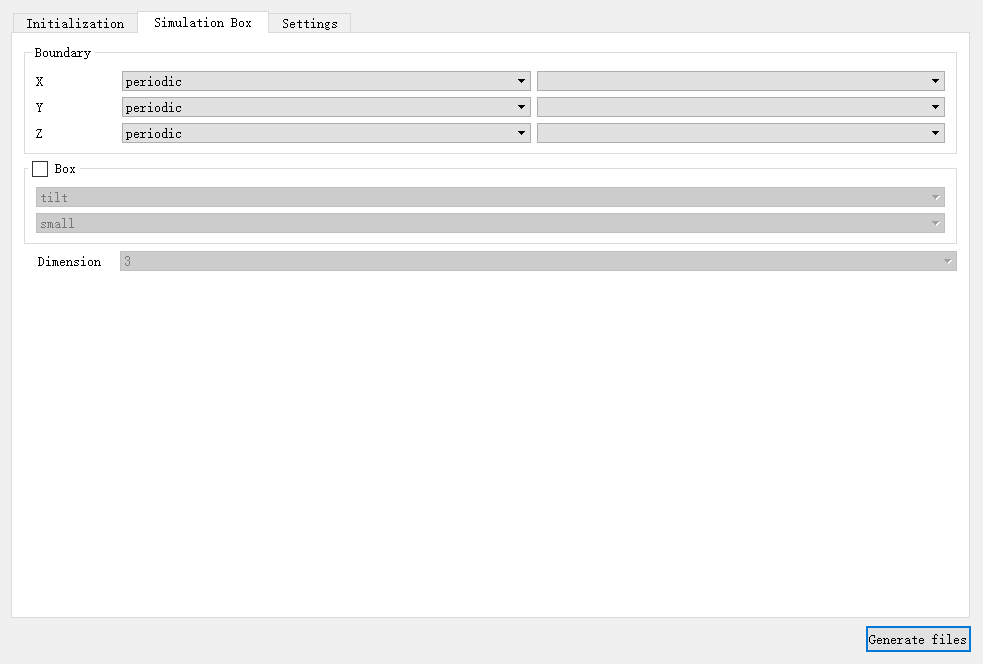 Initialization Simulation Box Settings
Boundary
X periodic
Y periodic
Z periodic
Box
tilt
small
Dimension 3
Generate files